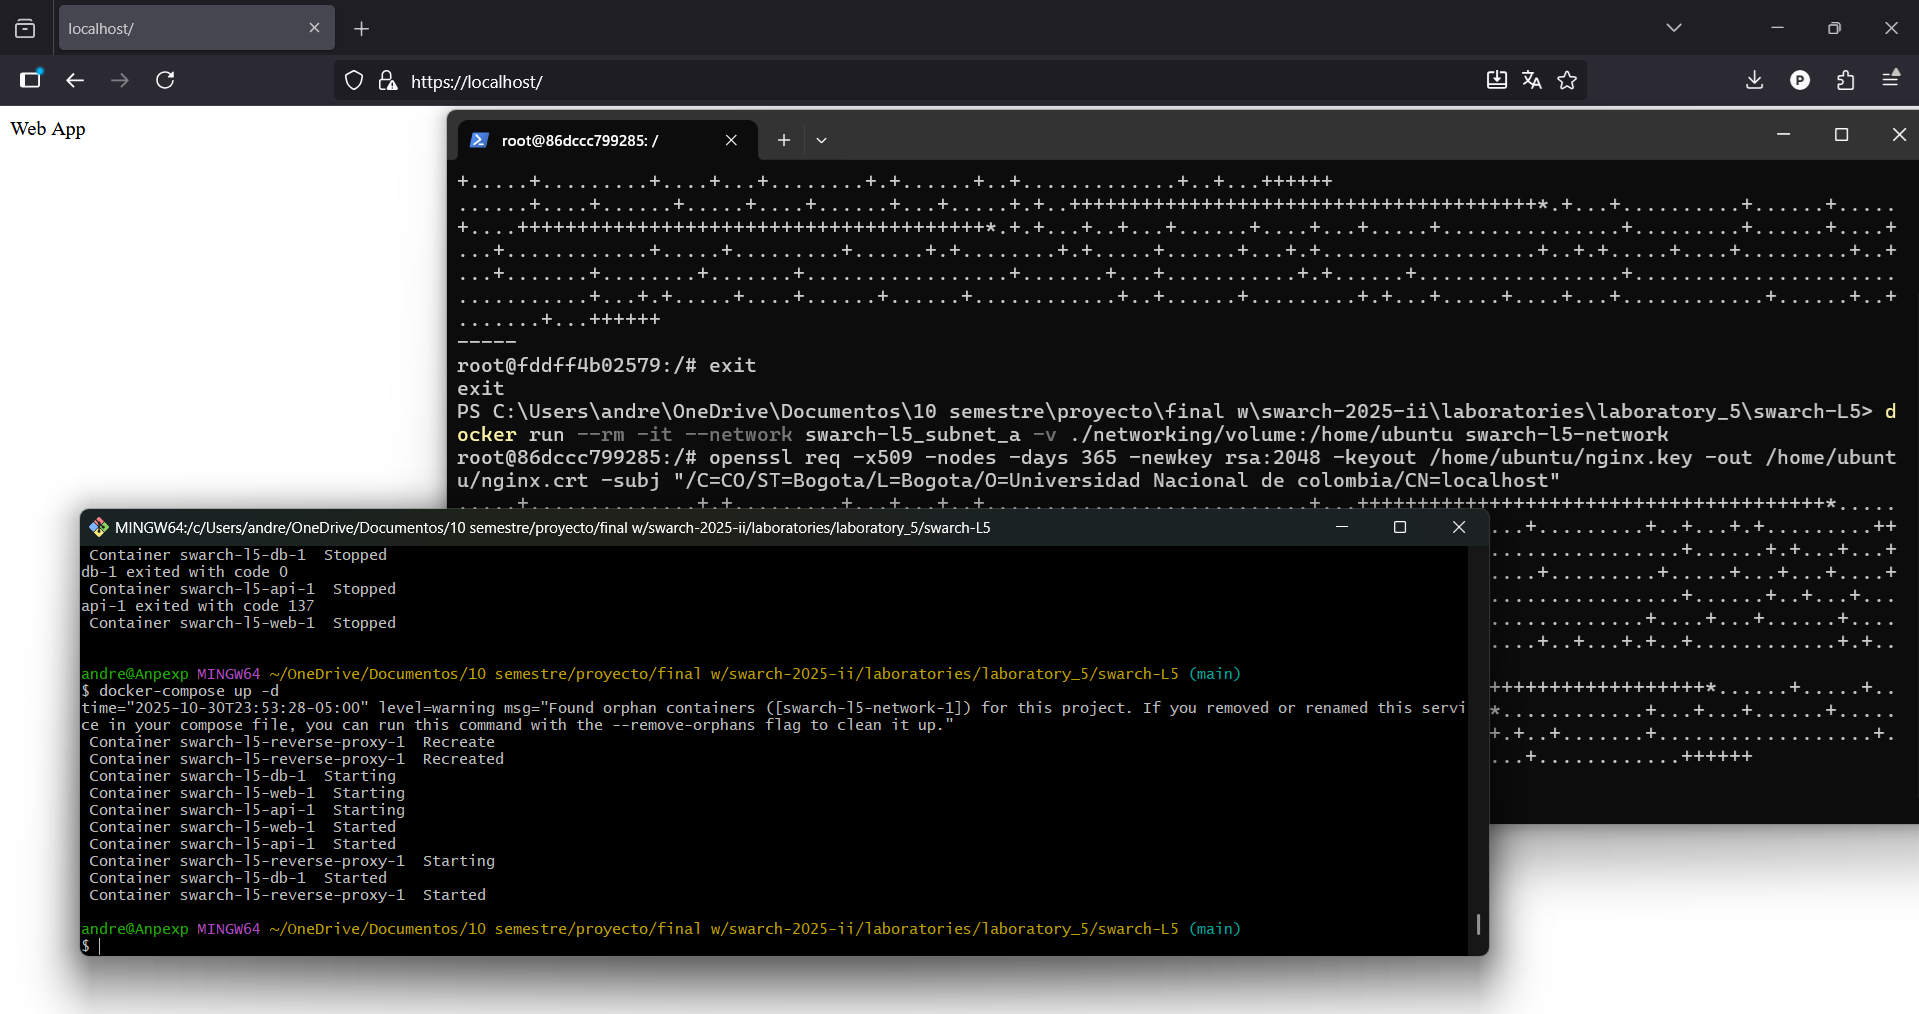 localhost/
https://localhost/
Web App
root@86dccc799285: /
-----
root@fddff4b02579:/# exit
exit
PS C:\Users\andre\OneDrive\Documentos\10 semestre\proyecto\final w\swarch-2025-ii\laboratories\laboratory_5\swarch-L5> d
ocker run --rm -it --network swarch-l5_subnet_a -v ./networking/volume:/home/ubuntu swarch-l5-network
root@86dccc799285:/# openssl req -x509 -nodes -days 365 -newkey rsa:2048 -keyout /home/ubuntu/nginx.key -out /home/ubunt
u/nginx.crt -subj "/C=CO/ST=Bogota/L=Bogota/O=Universidad Nacional de colombia/CN=localhost"
MINGW64:/c/Users/andre/OneDrive/Documentos/10 semestre/proyecto/final w/swarch-2025-ii/laboratories/laboratory_5/swarch-L5
Container swarch-l5-db-1  Stopped
db-1 exited with code 0
Container swarch-l5-api-1  Stopped
api-1 exited with code 137
Container swarch-l5-web-1  Stopped
andre@Anpexp MINGW64 ~/OneDrive/Documentos/10 semestre/proyecto/final w/swarch-2025-ii/laboratories/laboratory_5/swarch-L5 (main)
$ docker-compose up -d
time="2025-10-30T23:53:28-05:00" level=warning msg="Found orphan containers ([swarch-l5-network-1]) for this project. If you removed or renamed this servi
ce in your compose file, you can run this command with the --remove-orphans flag to clean it up."
Container swarch-l5-reverse-proxy-1  Recreate
Container swarch-l5-reverse-proxy-1  Recreated
Container swarch-l5-db-1  Starting
Container swarch-l5-web-1  Starting
Container swarch-l5-api-1  Starting
Container swarch-l5-web-1  Started
Container swarch-l5-api-1  Started
Container swarch-l5-reverse-proxy-1  Starting
Container swarch-l5-db-1  Started
Container swarch-l5-reverse-proxy-1  Started
andre@Anpexp MINGW64 ~/OneDrive/Documentos/10 semestre/proyecto/final w/swarch-2025-ii/laboratories/laboratory_5/swarch-L5 (main)
$